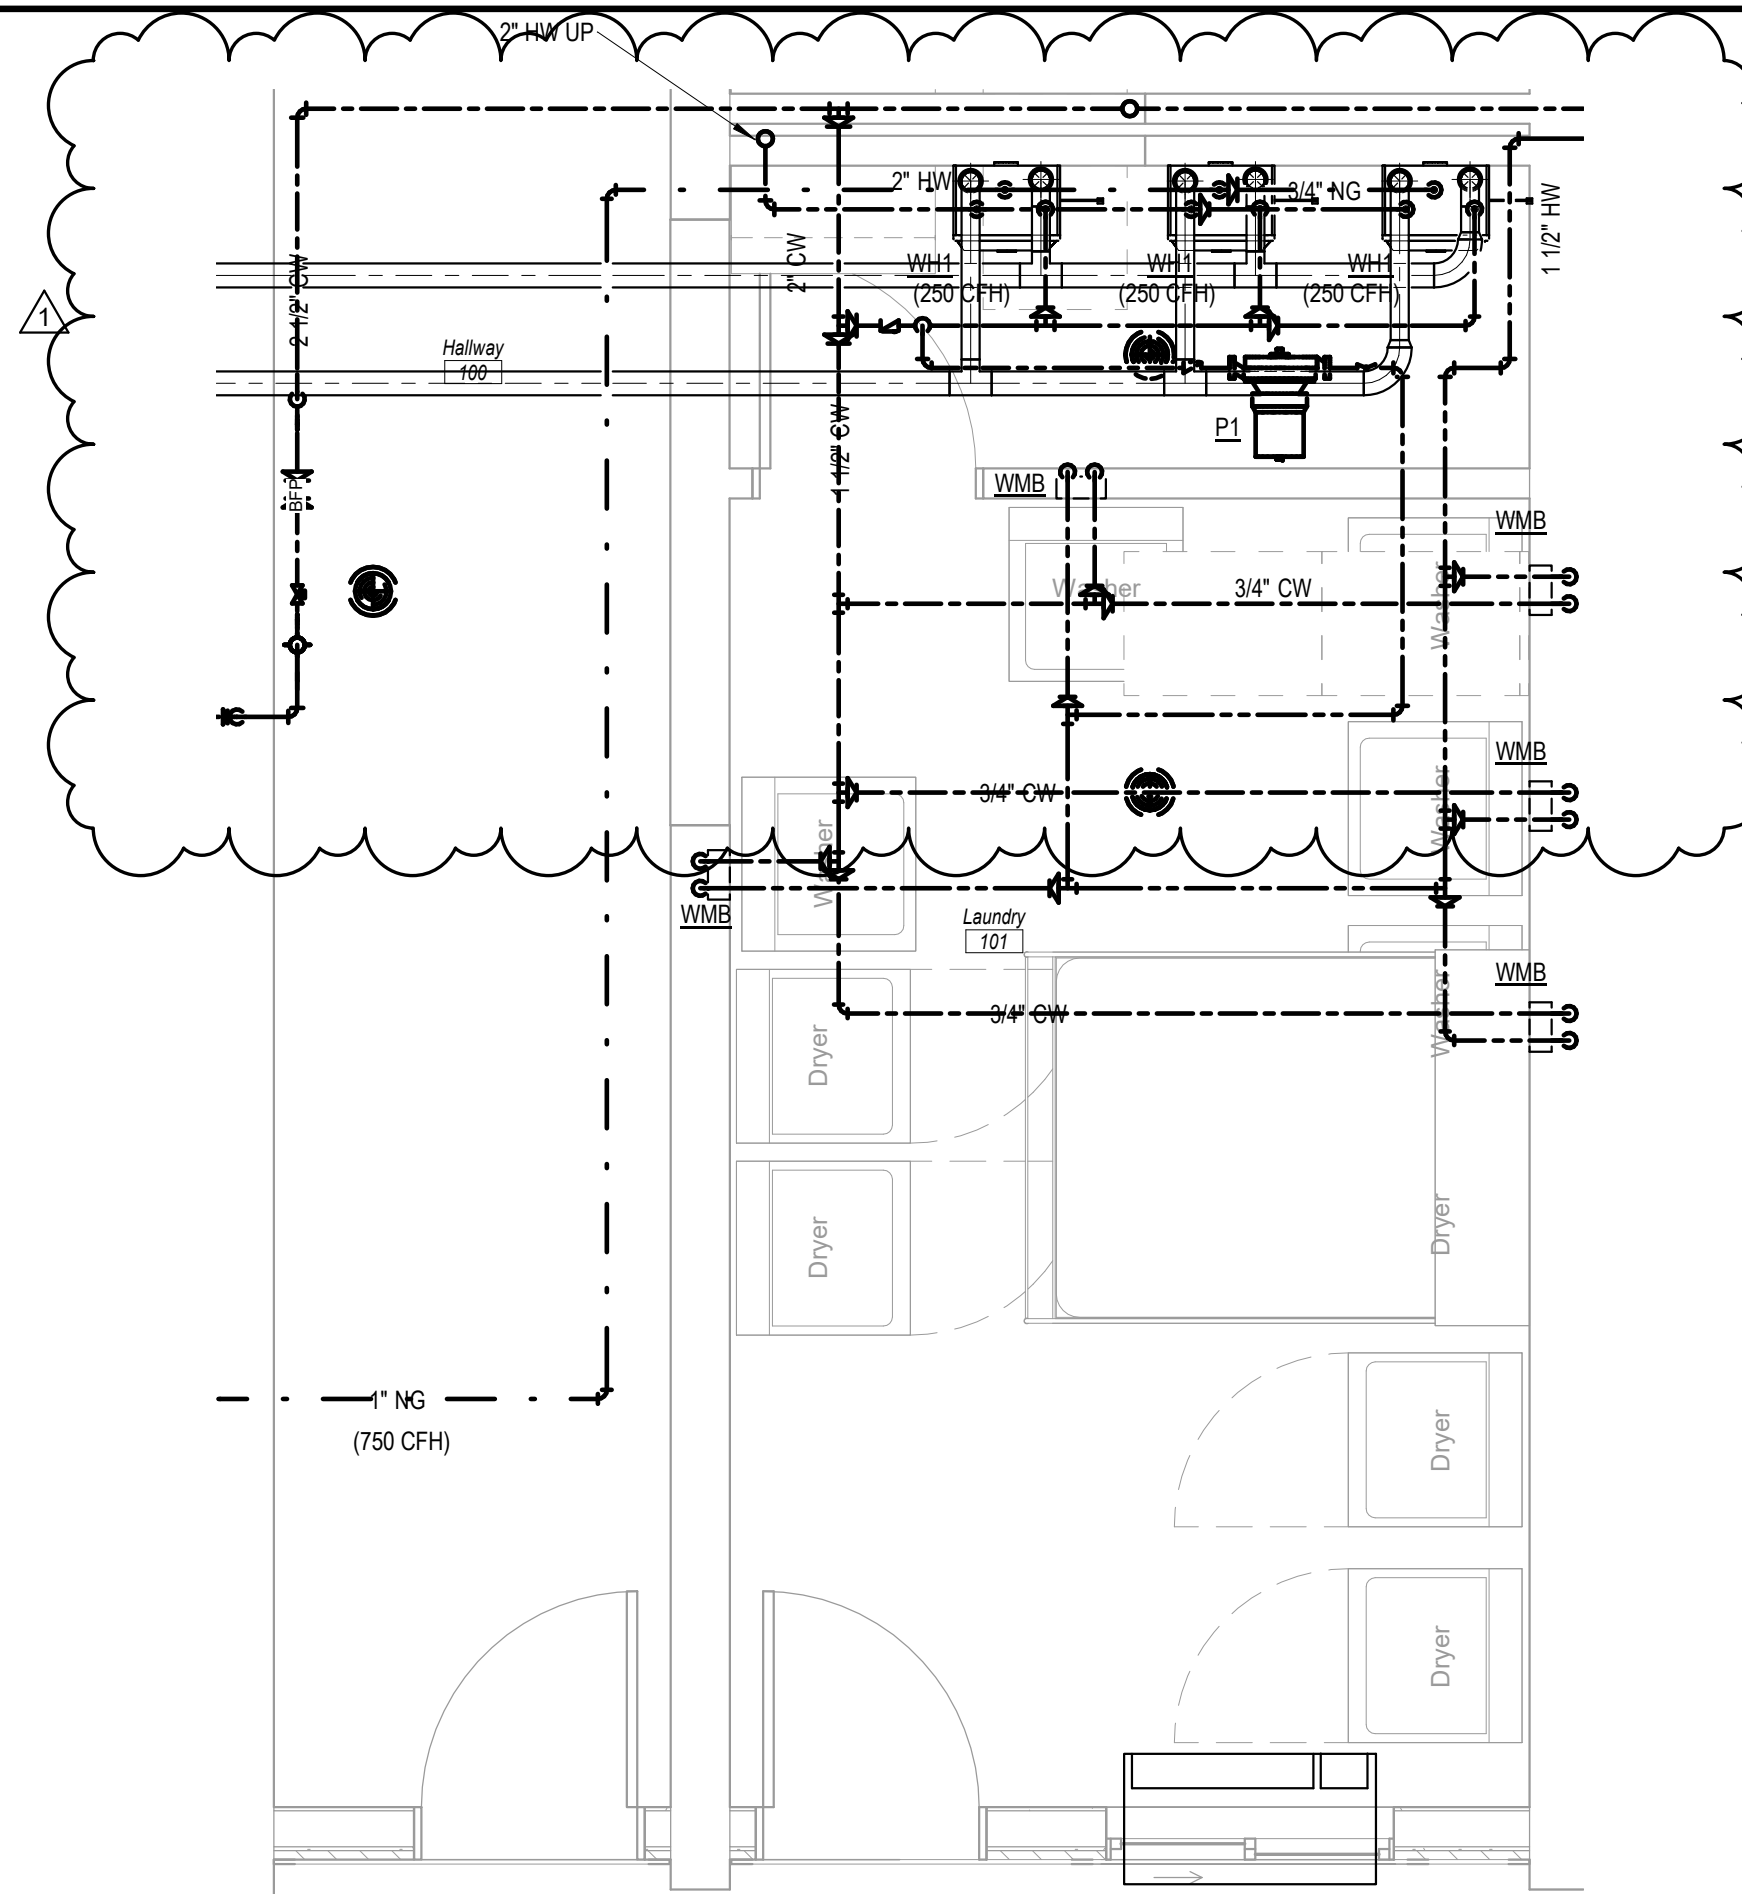 2" HW UP
2" HW
3/4" NG
1 1/2" HW
2 1/2" CW
2" CW
WH1
(250 CFH)
WH1
(250 CFH)
WH1
(250 CFH)
1
Hallway
100
1 1/2" CW
P1
BFP
WMB
WMB
Washer
3/4" CW
Washer
WMB
3/4" CW
Washer
Washer
WMB
Laundry
101
WMB
3/4" CW
Washer
Dryer
Dryer
Dryer
1" NG
(750 CFH)
Dryer
Dryer